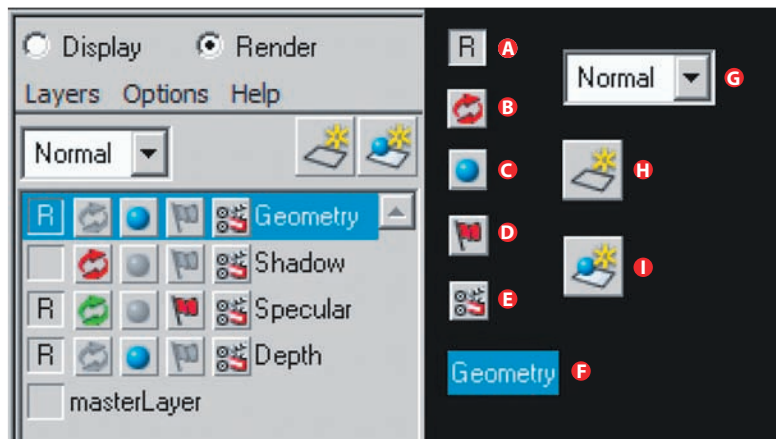 Display Render
Layers Options Help
Normal
R Geometry
Shadow
R Specular
R Depth
masterLayer
R A
B
C
D
E
Geometry F
Normal G
H
I